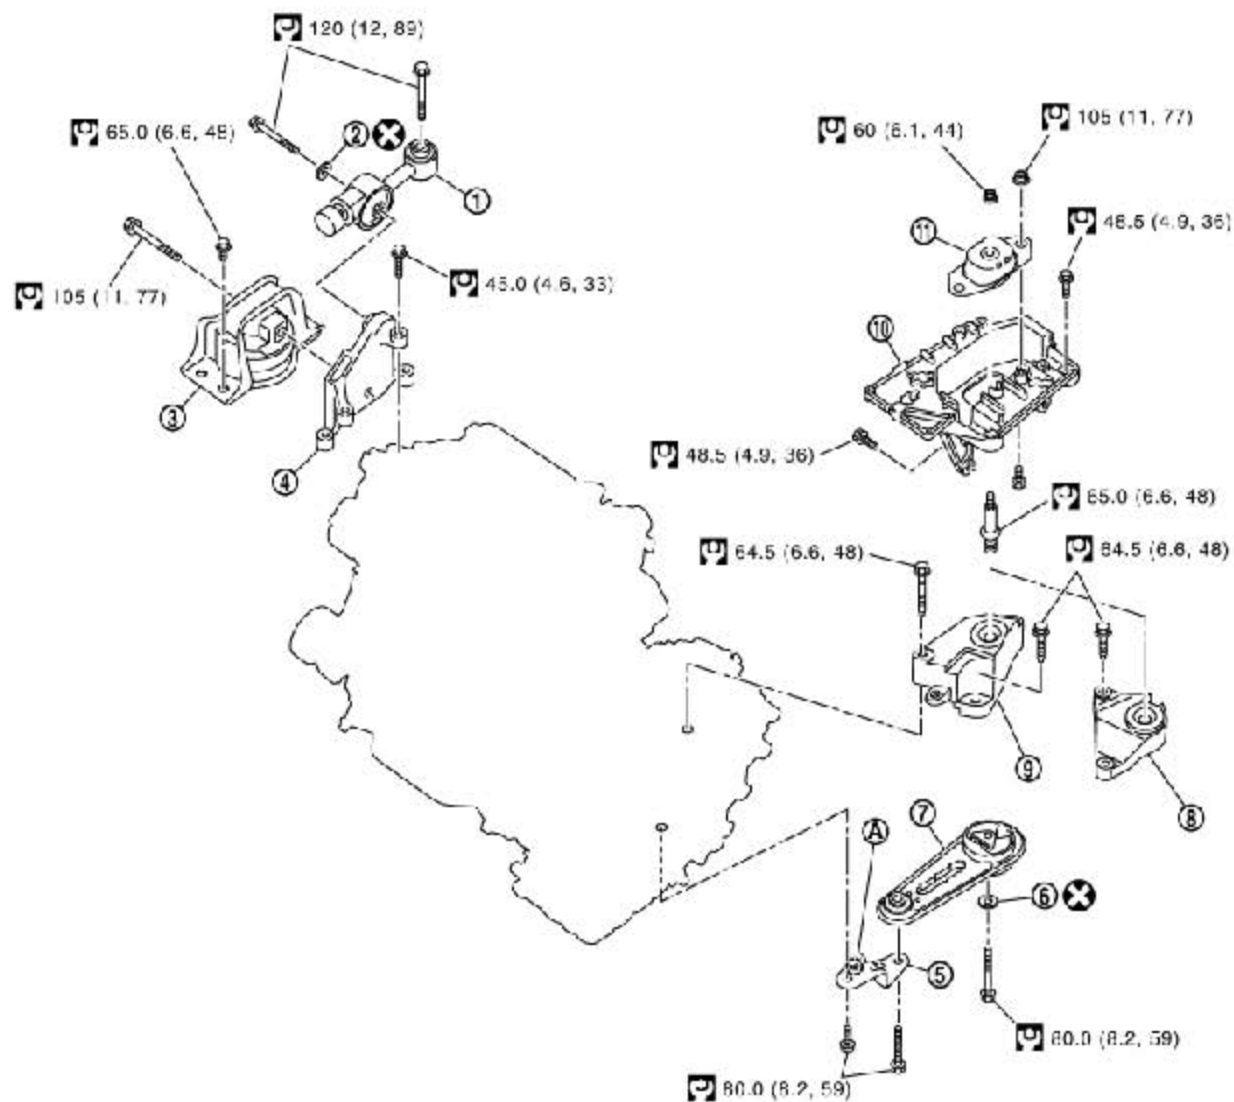 120 (12, 89)
65.0 (6.6, 48)
2
1
105 (11, 77)
45.0 (4.6, 33)
3
4
60 (6.1, 44)
105 (11, 77)
48.5 (4.9, 36)
11
10
48.5 (4.9, 36)
65.0 (6.6, 48)
64.5 (6.6, 48)
64.5 (6.6, 48)
9
8
7
A
6
5
80.0 (8.2, 59)
80.0 (8.2, 59)